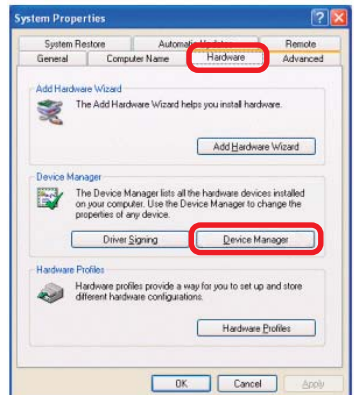 System Properties
System Restore Automatic Remote
General Computer Name Hardware Advanced
Add Hardware Wizard
The Add Hardware Wizard helps you install hardware.
Add Hardware Wizard
Device Manager
The Device Manager lists all the hardware devices installed
on your computer. Use the Device Manager to change the
properties of any device.
Driver Signing Device Manager
Hardware Profiles
Hardware profiles provide a way for you to set up and store
different hardware configurations.
Hardware Profiles
OK Cancel Apply